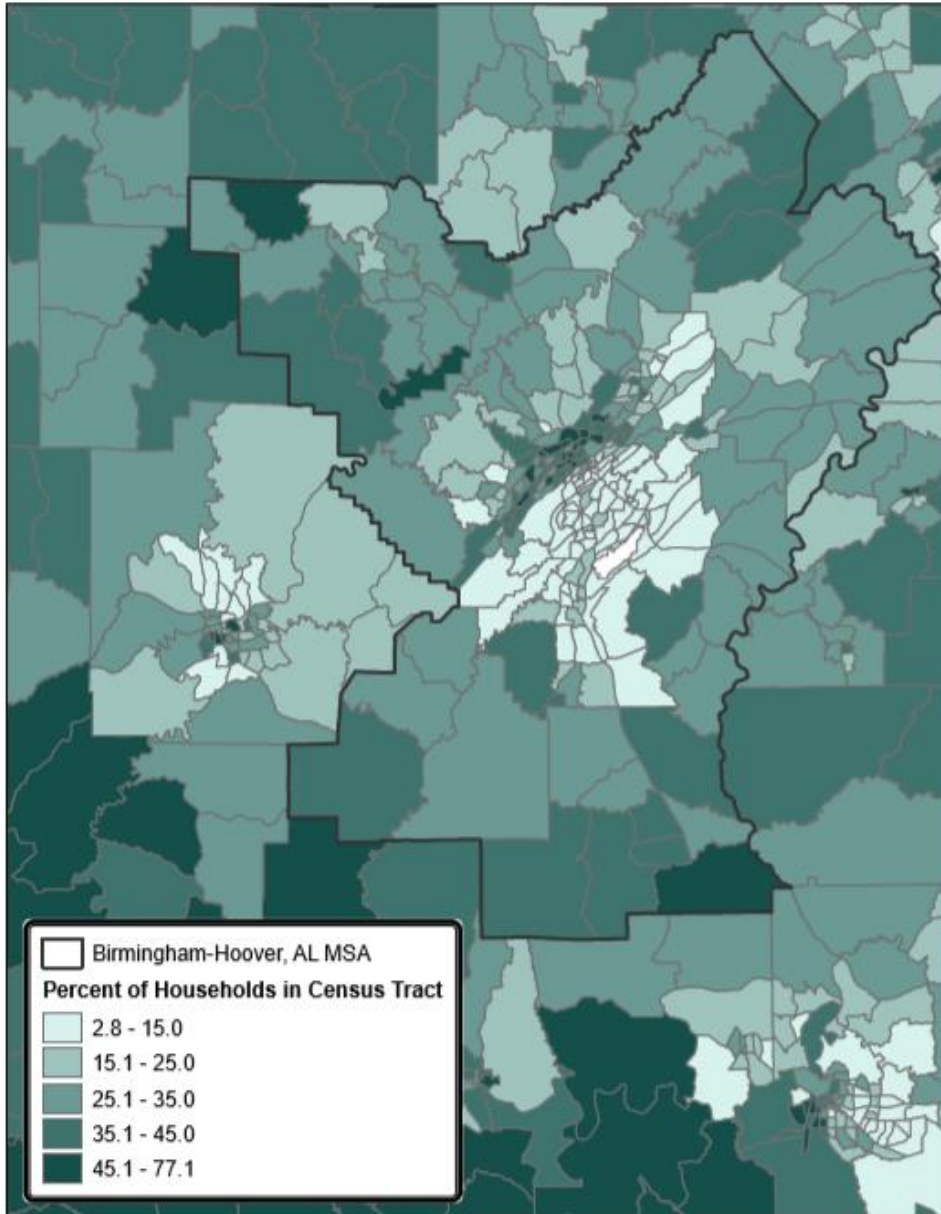 Birmingham-Hoover, AL MSA
Percent of Households in Census Tract
2.8 - 15.0
15.1 - 25.0
25.1 - 35.0
35.1 - 45.0
45.1 - 77.1